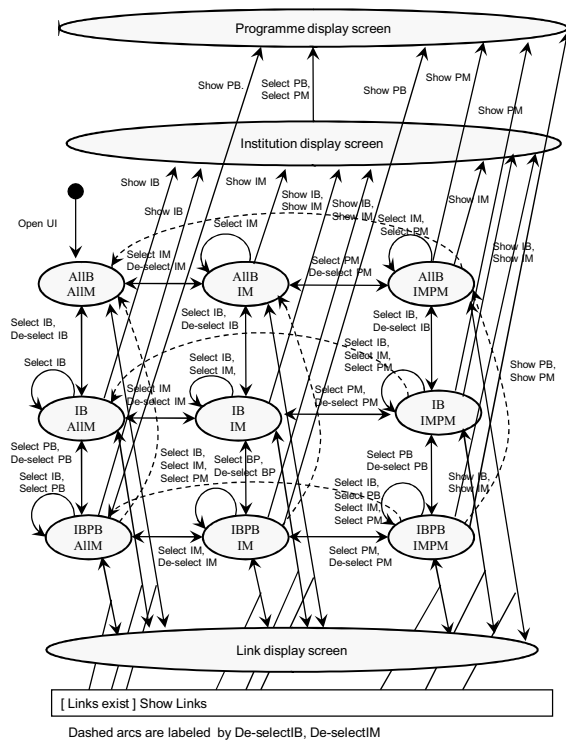 Programme display screen
Show PB.
Select PB,
Select PM
Show PB
Show PM
Show PM
Institution display screen
Show IB
Show IB
Show IM
Show IB,
Show IM
Show IB,
Show IM
Select IM,
Select PM
Show IM
Open UI
Select IM
Show IB,
Show IM
Select IM
De-select IM
Select PM
De-select PM
AllB
AllM
AllB
IM
AllB
IMPM
Select IB,
De-select IB
Select IB,
De-select IB
Select IB,
De-select IB
Select IB
Select IB,
Select IM,
Select IB,
Select IM,
Select PM
Show PB,
Show PM
Select IM
De-select IM
Select PM,
De-select PM
IB
AllM
IB
IM
IB
IMPM
Select PB,
De-select PB
Select IB,
Select IM,
Select PM
Select BP,
De-select BP
Select PB
De-select PB
Select IB,
Select PB
Select IB,
Select PB
Select IM,
Select PM
Show IB,
Show IM
IBPB
AllM
IBPB
IM
IBPB
IMPM
Select IM,
De-select IM
Select PM,
De-select PM
Link display screen
[ Links exist ] Show Links
Dashed arcs are labeled by De-selectIB, De-selectIM